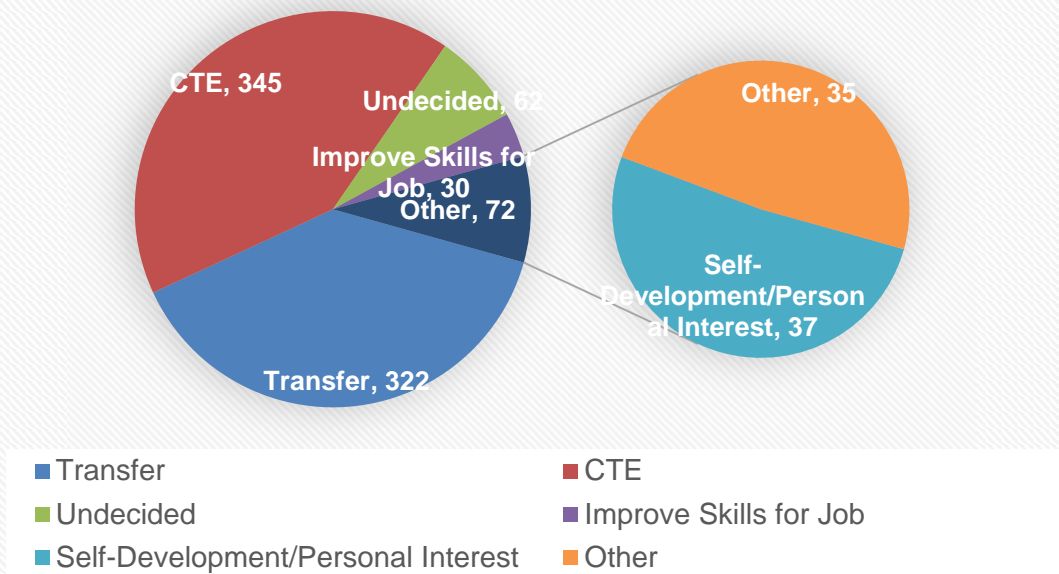 CTE, 345
Undecided, 62
Improve Skills for
Job, 30
Other, 72
Transfer, 322
Other, 35
Self-
Development/Person
al Interest, 37
Transfer
CTE
Undecided
Improve Skills for Job
Self-Development/Personal Interest
Other